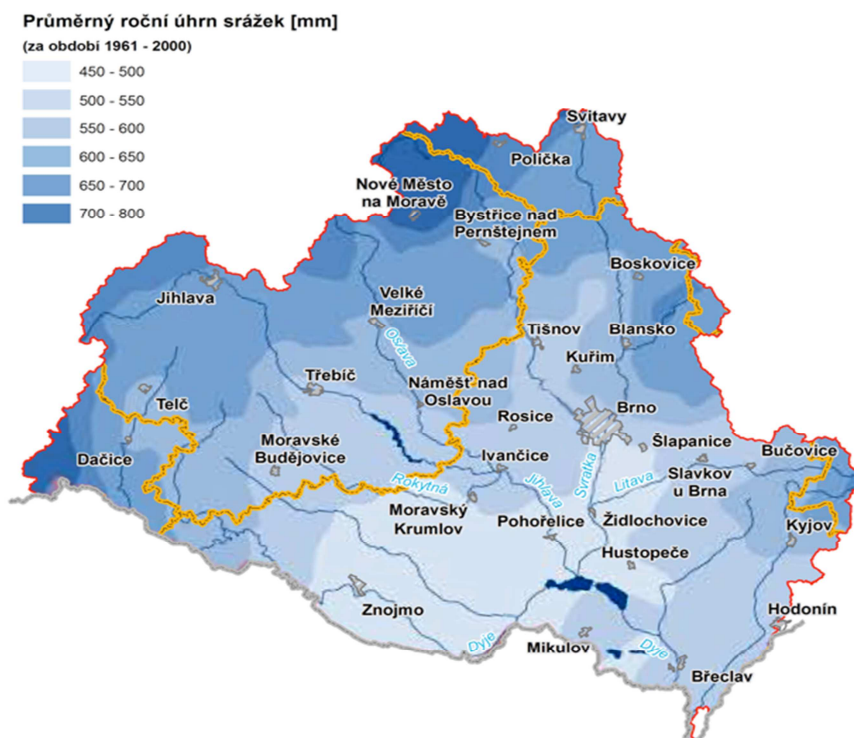 Průměrný roční úhrn srážek [mm]
(za období 1961 - 2000)
450 - 500
500 - 550
550 - 600
600 - 650
650 - 700
700 - 800
Svitavy
Polička
Nové Město
na Moravě
Bystřice nad
Pernštejnem
Boskovice
Jihlava
Velké
Meziříčí
Oslava
Tišnov
Blansko
Kuřim
Třebíč
Náměšť nad
Oslavou
Telč
Rosice
Brno
Dačice
Moravské
Budějovice
Ivančice
Šlapanice
Bučovice
Rokytná
Jihlava
Svratka
Litava
Slavkov
u Brna
Moravský
Krumlov
Pohořelice
Židlochovice
Kyjov
Hustopeče
Znojmo
Hodonín
Dyje
Mikulov
Dyje
Břeclav